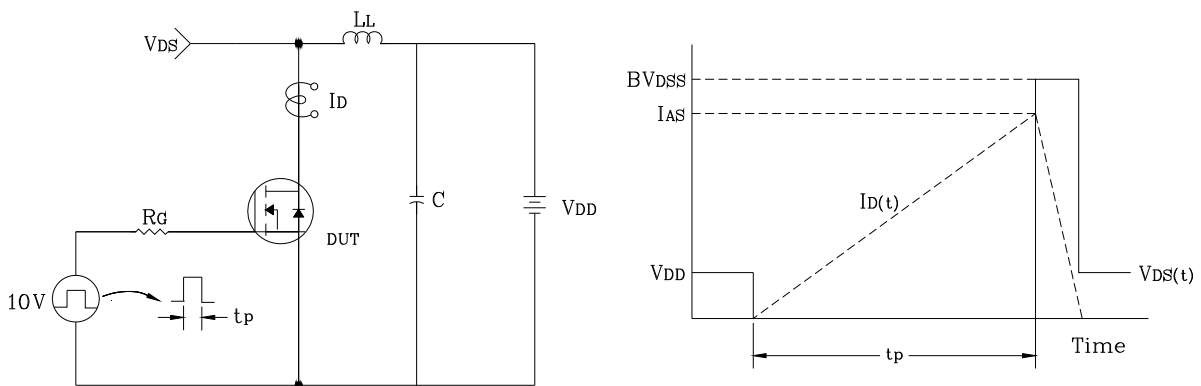 LL
VDS
ID
RG
DUT
C
VDD
10V
tp
BVDSS
IAS
ID(t)
VDD
VDS(t)
tp
Time